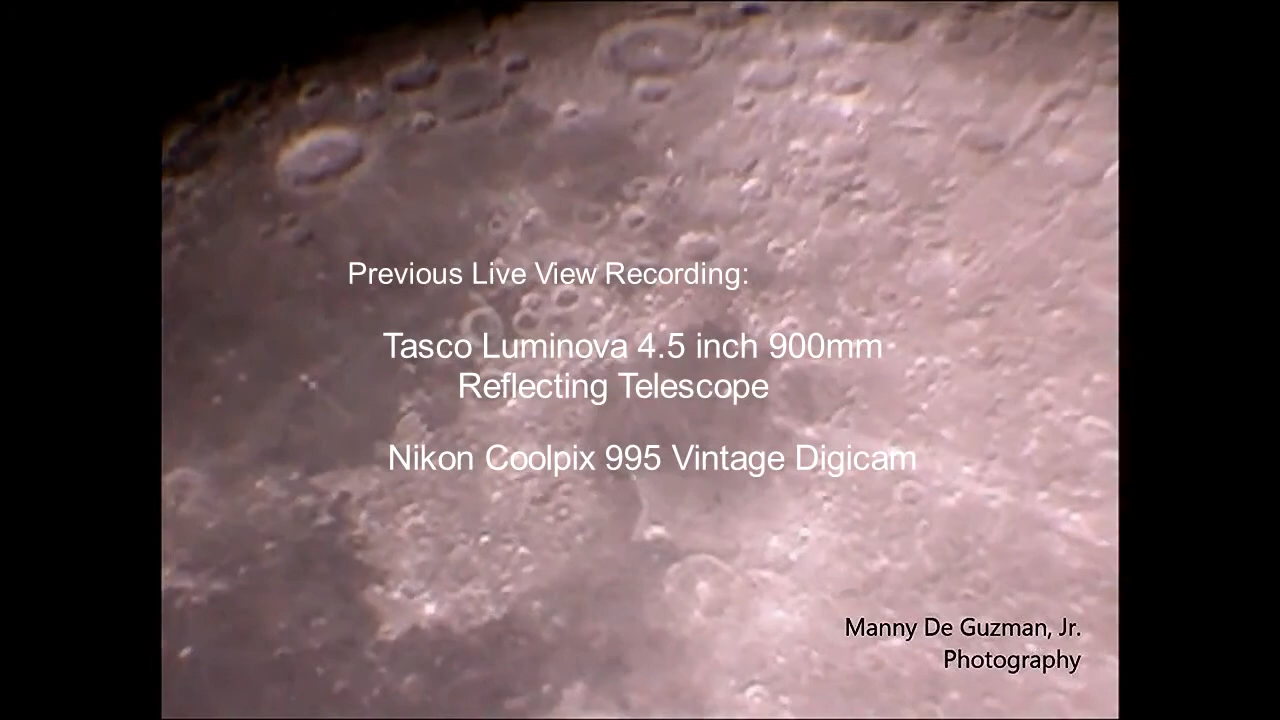 Previous Live View Recording:
Tasco Luminova 4.5 inch 900mm
Reflecting Telescope
Nikon Coolpix 995 Vintage Digicam
Manny De Guzman, Jr.
Photography